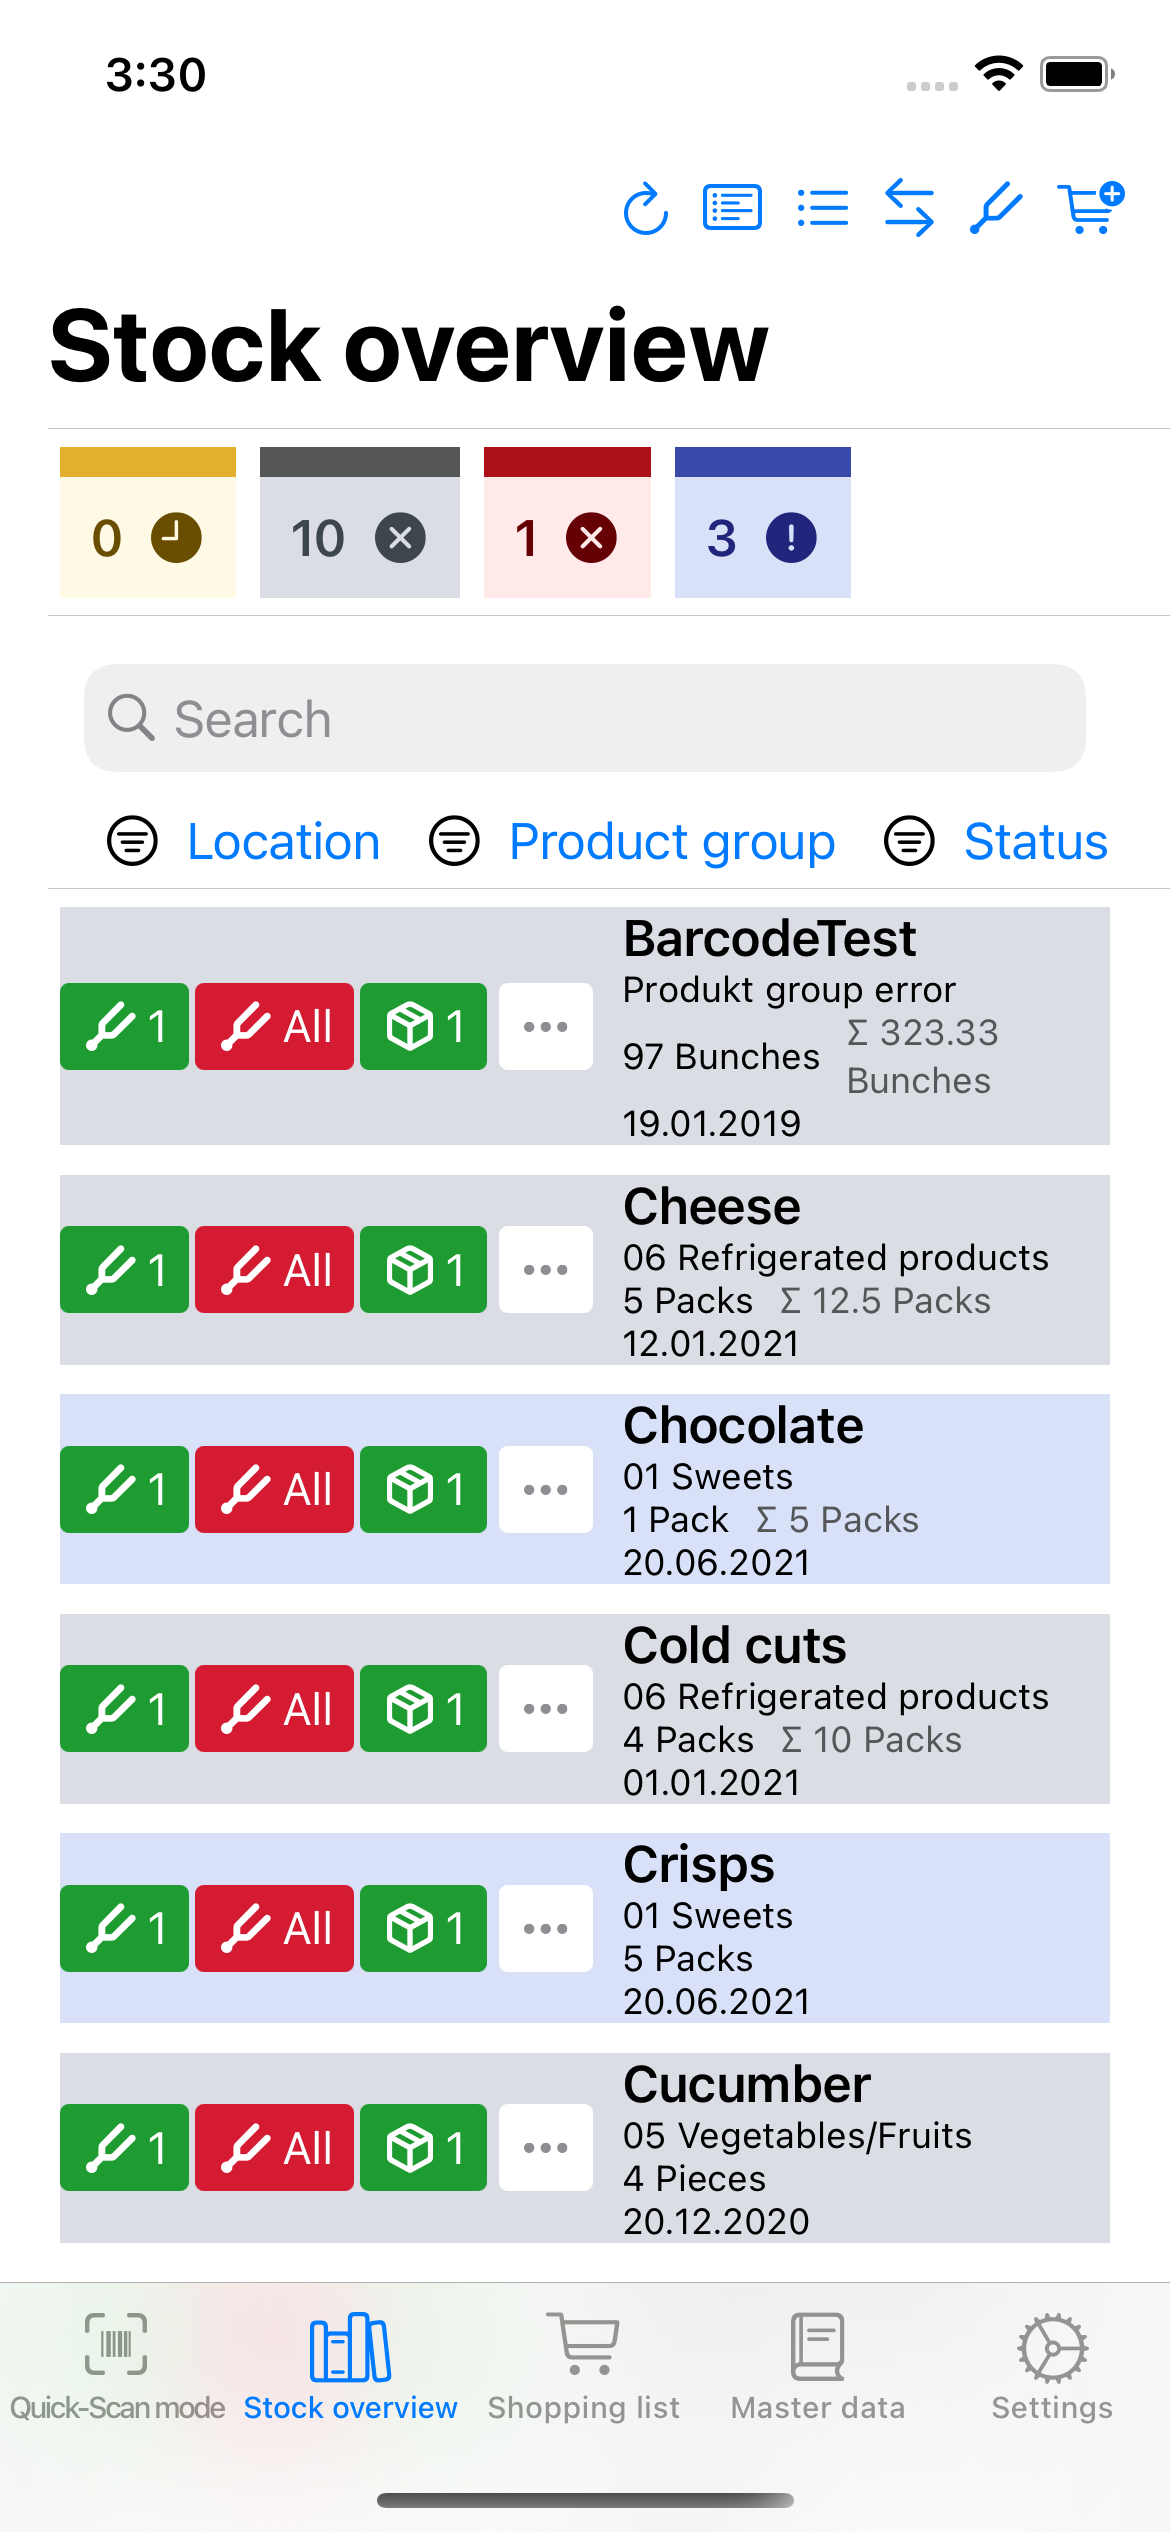 3:30
Stock overview
0 10 1 3
Search
Location Product group Status
BarcodeTest
Produkt group error
1 All 1 ••• 97 Bunches Σ 323.33 Bunches
19.01.2019
Cheese
06 Refrigerated products
1 All 1 ••• 5 Packs Σ 12.5 Packs
12.01.2021
Chocolate
01 Sweets
1 All 1 ••• 1 Pack Σ 5 Packs
20.06.2021
Cold cuts
06 Refrigerated products
1 All 1 ••• 4 Packs Σ 10 Packs
01.01.2021
Crisps
01 Sweets
1 All 1 ••• 5 Packs
20.06.2021
Cucumber
05 Vegetables/Fruits
1 All 1 ••• 4 Pieces
20.12.2020
Quick-Scan mode Stock overview Shopping list Master data Settings